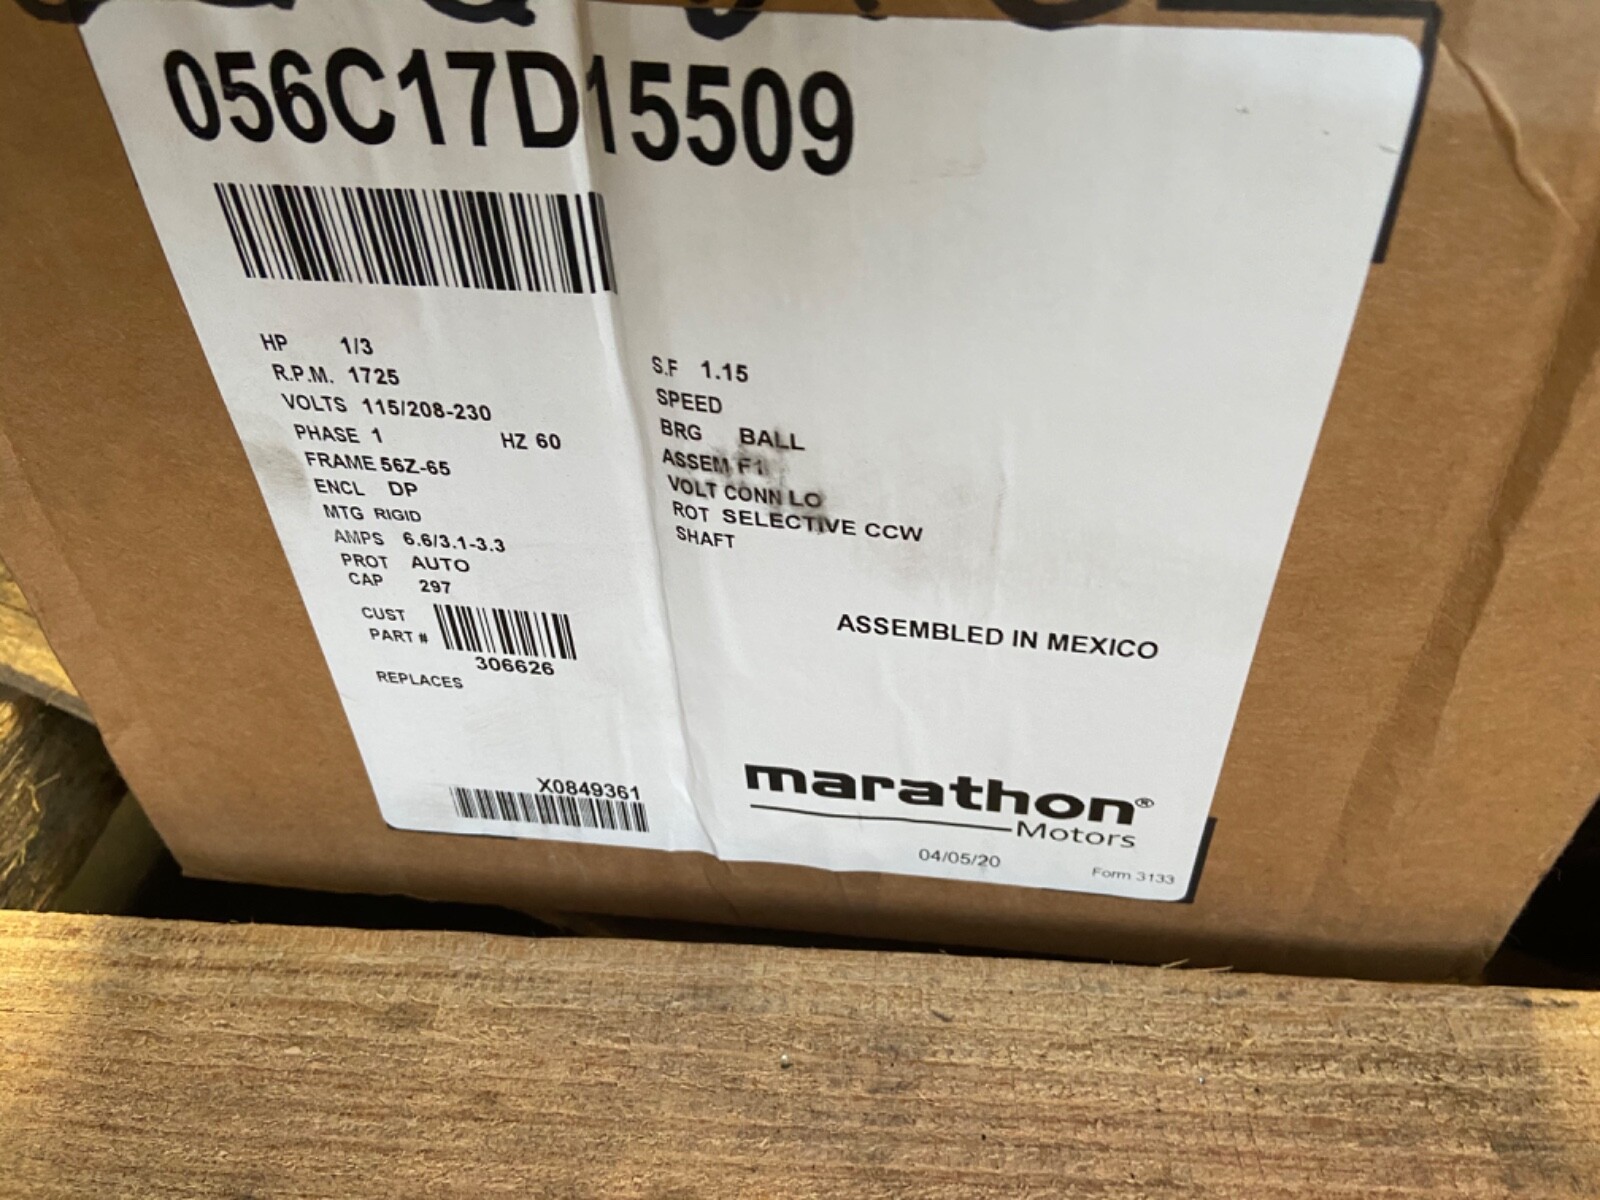 056C17D15509
HP 1/3
R.P.M. 1725
VOLTS 115/208-230
PHASE 1 HZ 60
FRAME 56Z-65
ENCL DP
MTG RIGID
AMPS 6.6/3.1-3.3
PROT AUTO
CAP 297
CUST
PART #
306626
REPLACES
X0849361
S.F 1.15
SPEED
BRG BALL
ASSEM F1
VOLT CONN LO
ROT SELECTIVE CCW
SHAFT
ASSEMBLED IN MEXICO
marathon®
Motors
04/05/20
Form 3133